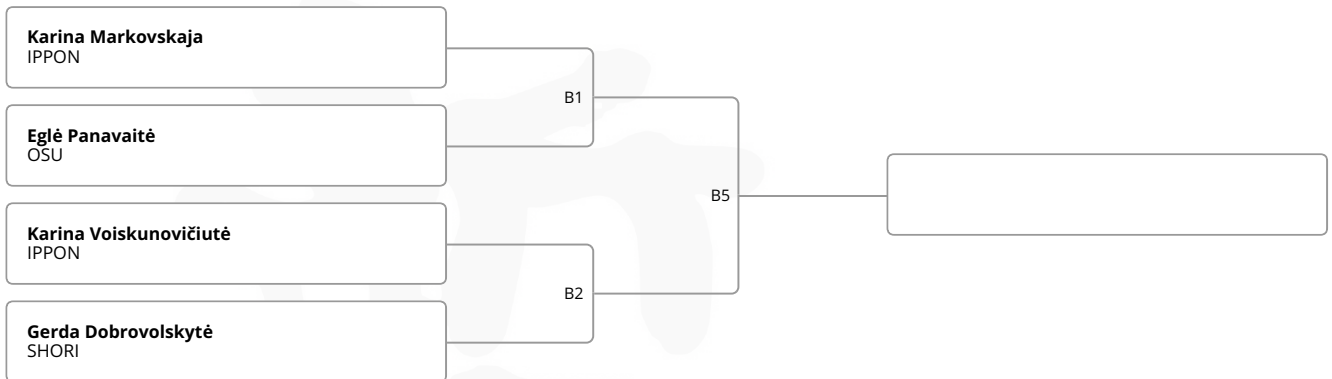 Karina Markovskaja
IPPON
B1
Eglė Panavaitė
OSU
B5
Karina Voiskunovičiutė
IPPON
B2
Gerda Dobrovolskytė
SHORI